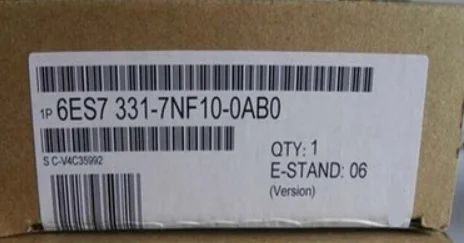 1P 6ES7 331-7NF10-0AB0
S C-V4C35992
QTY: 1
E-STAND: 06
(Version)